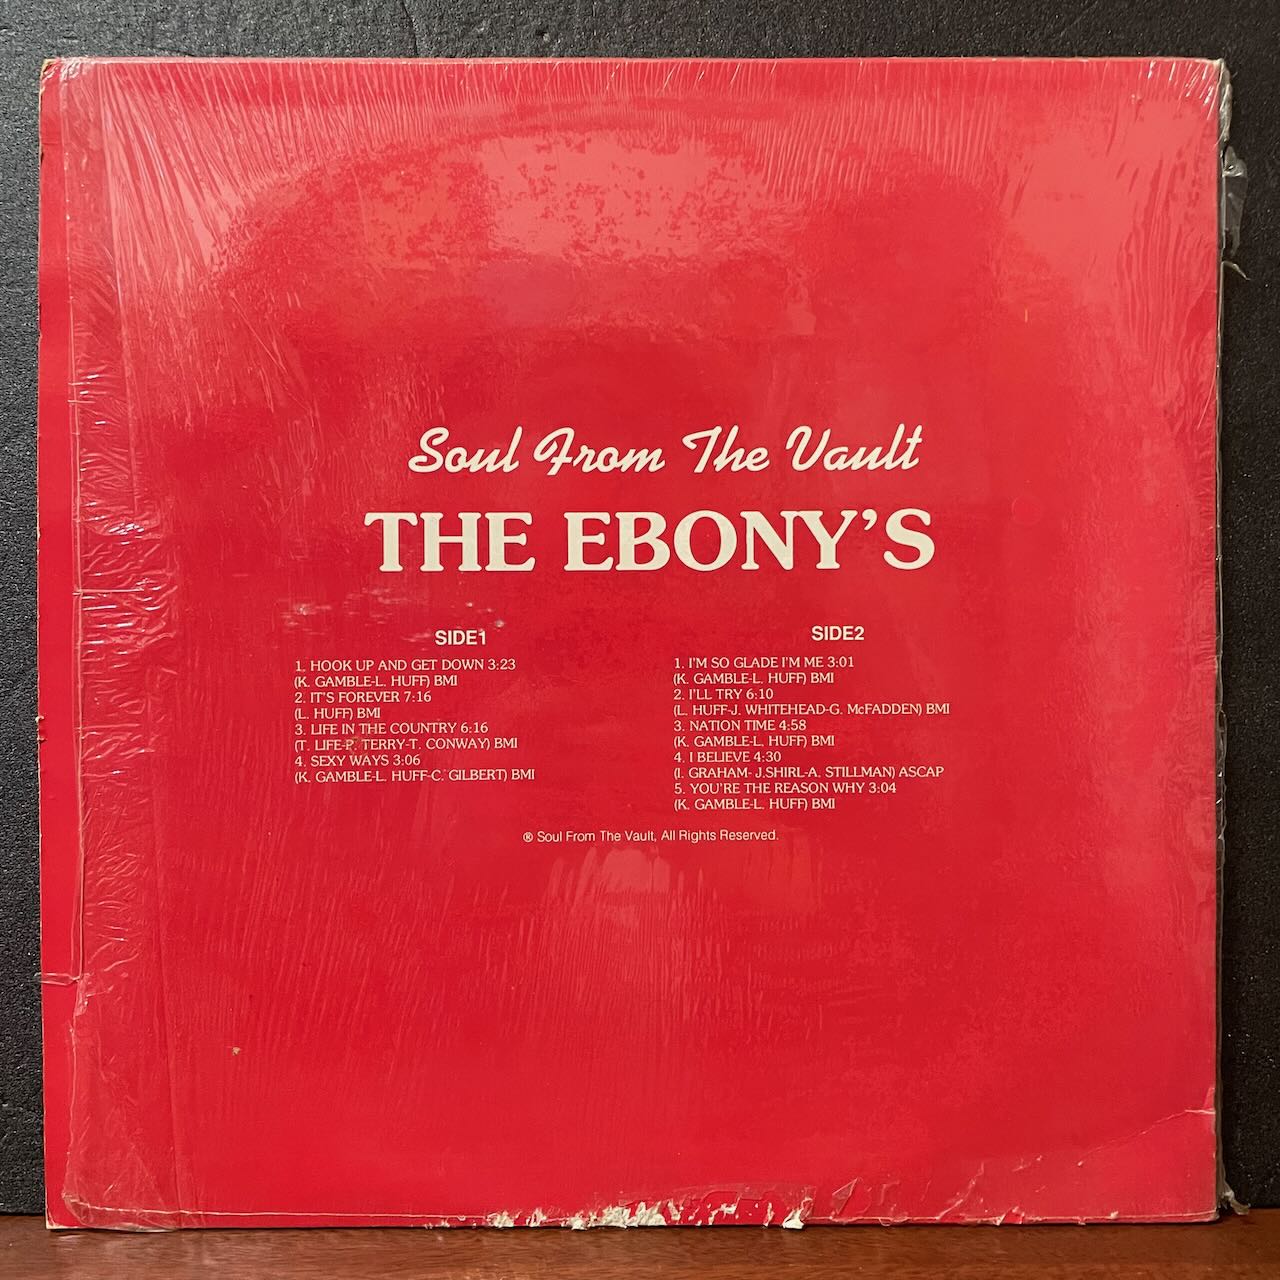 Soul From The Vault
THE EBONY'S
SIDE1
1. HOOK UP AND GET DOWN 3:23
(K. GAMBLE-L. HUFF) BMI
2. IT'S FOREVER 7:16
(L. HUFF) BMI
3. LIFE IN THE COUNTRY 6:16
(T. LIFE-P. TERRY-T. CONWAY) BMI
4. SEXY WAYS 3:06
(K. GAMBLE-L. HUFF-C. GILBERT) BMI
SIDE2
1. I'M SO GLADE I'M ME 3:01
(K. GAMBLE-L. HUFF) BMI
2. I'LL TRY 6:10
(L. HUFF-J. WHITEHEAD-G. McFADDEN) BMI
3. NATION TIME 4:58
(K. GAMBLE-L. HUFF) BMI
4. I BELIEVE 4:30
(I. GRAHAM- J.SHIRL-A. STILLMAN) ASCAP
5. YOU'RE THE REASON WHY 3:04
(K. GAMBLE-L. HUFF) BMI
® Soul From The Vault, All Rights Reserved.